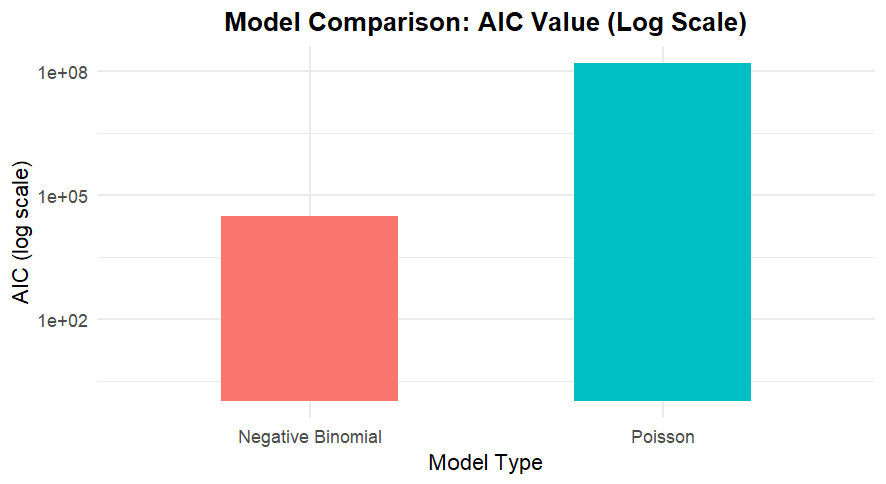 Model Comparison: AIC Value (Log Scale)
1e+08
1e+05
1e+02
AIC (log scale)
Negative Binomial
Poisson
Model Type